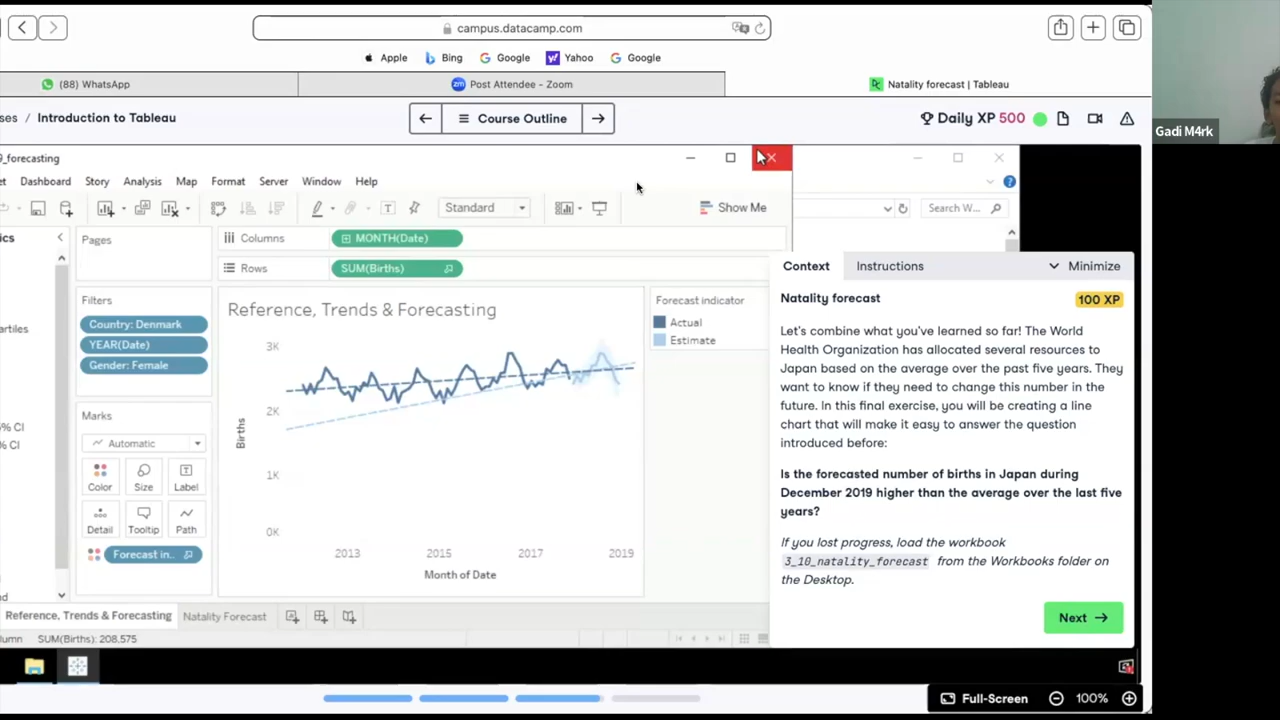 campus.datacamp.com
Apple
Bing
Google
Yahoo
Google
(88) WhatsApp
Post Attendee - Zoom
Natality forecast | Tableau
ses / Introduction to Tableau
Course Outline
Daily XP 500
Gadi M4rk
_forecasting
Dashboard Story Analysis Map Format Server Window Help
Standard
Show Me
Search W...
ics
Pages
Columns
MONTH(Date)
Rows
SUM(Births)
Filters
Country: Denmark
YEAR(Date)
Gender: Female
artiles
Reference, Trends & Forecasting
Forecast indicator
Actual
Estimate
3K
2K
1K
0K
Births
2013
2015
2017
2019
Month of Date
Marks
Automatic
Color
Size
Label
Detail
Tooltip
Path
Forecast in..
% CI
% CI
Reference, Trends & Forecasting
Natality Forecast
lumn
SUM(Births): 208,575
Context
Instructions
Minimize
Natality forecast
100 XP
Let's combine what you've learned so far! The World
Health Organization has allocated several resources to
Japan based on the average over the past five years. They
want to know if they need to change this number in the
future. In this final exercise, you will be creating a line
chart that will make it easy to answer the question
introduced before:
Is the forecasted number of births in Japan during
December 2019 higher than the average over the last five
years?
If you lost progress, load the workbook
3_10_natality_forecast from the Workbooks folder on
the Desktop.
Next
Full-Screen
100%